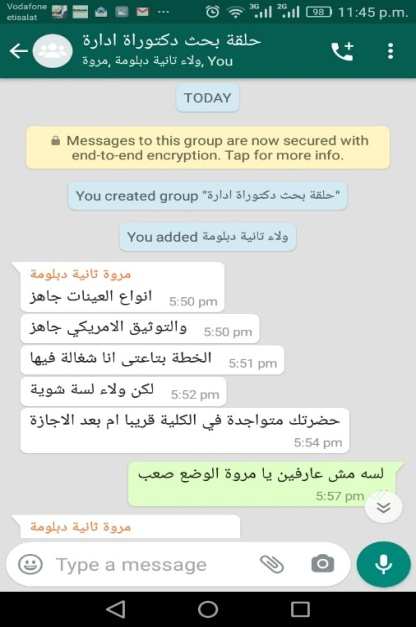 Vodafone
etisalat
3G 2G 98 11:45 p.m.
حلقة بحث دكتوراة ادارة
ولاء ثانية دبلومة, مروة, You
TODAY
Messages to this group are now secured with
end-to-end encryption. Tap for more info.
You created group "حلقة بحث دكتوراة ادارة"
You added ولاء ثانية دبلومة
مروة ثانية دبلومة
انواع العينات جاهز
5:50 pm
والتوثيق الامريكي جاهز
5:50 pm
الخطة بتاعتى انا شغالة فيها
5:51 pm
لكن ولاء لسة شوية
5:52 pm
حضرتك متواجدة في الكلية قريبا ام بعد الاجازة
5:54 pm
لسه مش عارفين يا مروة الوضع صعب
5:57 pm
مروة ثانية دبلومة
Type a message